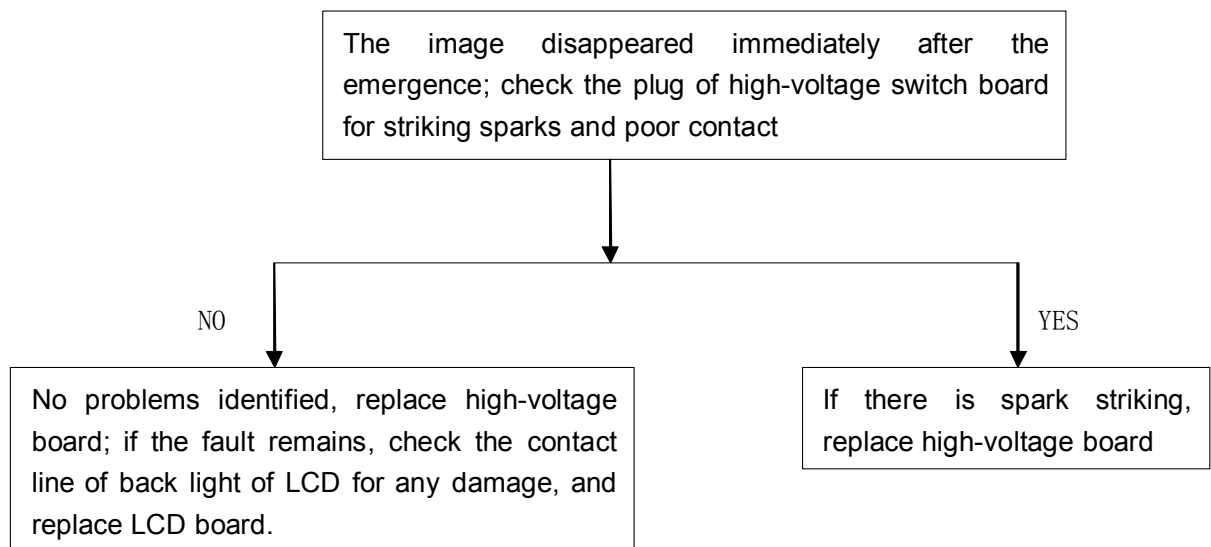 The image disappeared immediately after the
emergence; check the plug of high-voltage switch board
for striking sparks and poor contact
NO
YES
No problems identified, replace high-voltage
board; if the fault remains, check the contact
line of back light of LCD for any damage, and
replace LCD board.
If there is spark striking,
replace high-voltage board